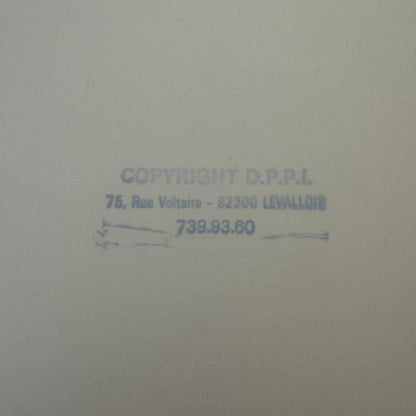 COPYRIGHT D.P.P.I.
75, Rue Voltaire - 92300 LEVALLOIS
739.93.60